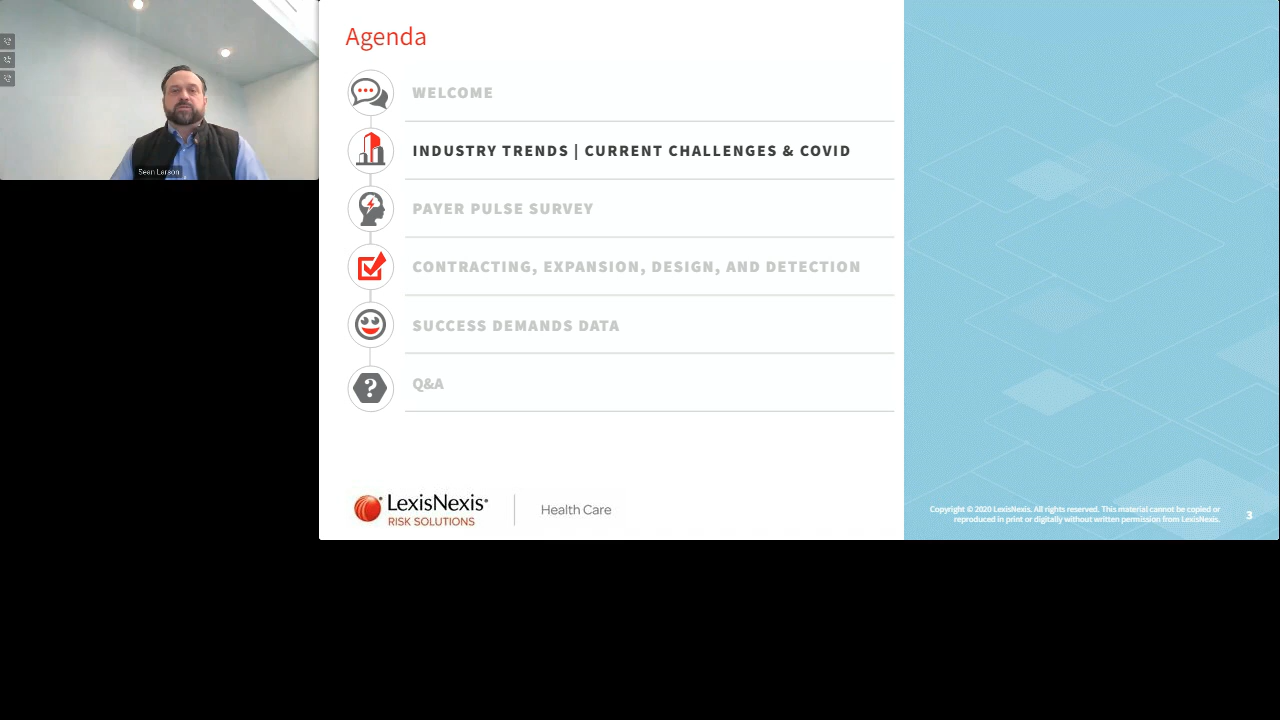 Sean Larson
Agenda
WELCOME
INDUSTRY TRENDS | CURRENT CHALLENGES & COVID
PAYER PULSE SURVEY
CONTRACTING, EXPANSION, DESIGN, AND DETECTION
SUCCESS DEMANDS DATA
?
Q&A
LexisNexis®
RISK SOLUTIONS
Health Care
Copyright © 2020 LexisNexis. All rights reserved. This material cannot be copied or
reproduced in print or digitally without written permission from LexisNexis.
3